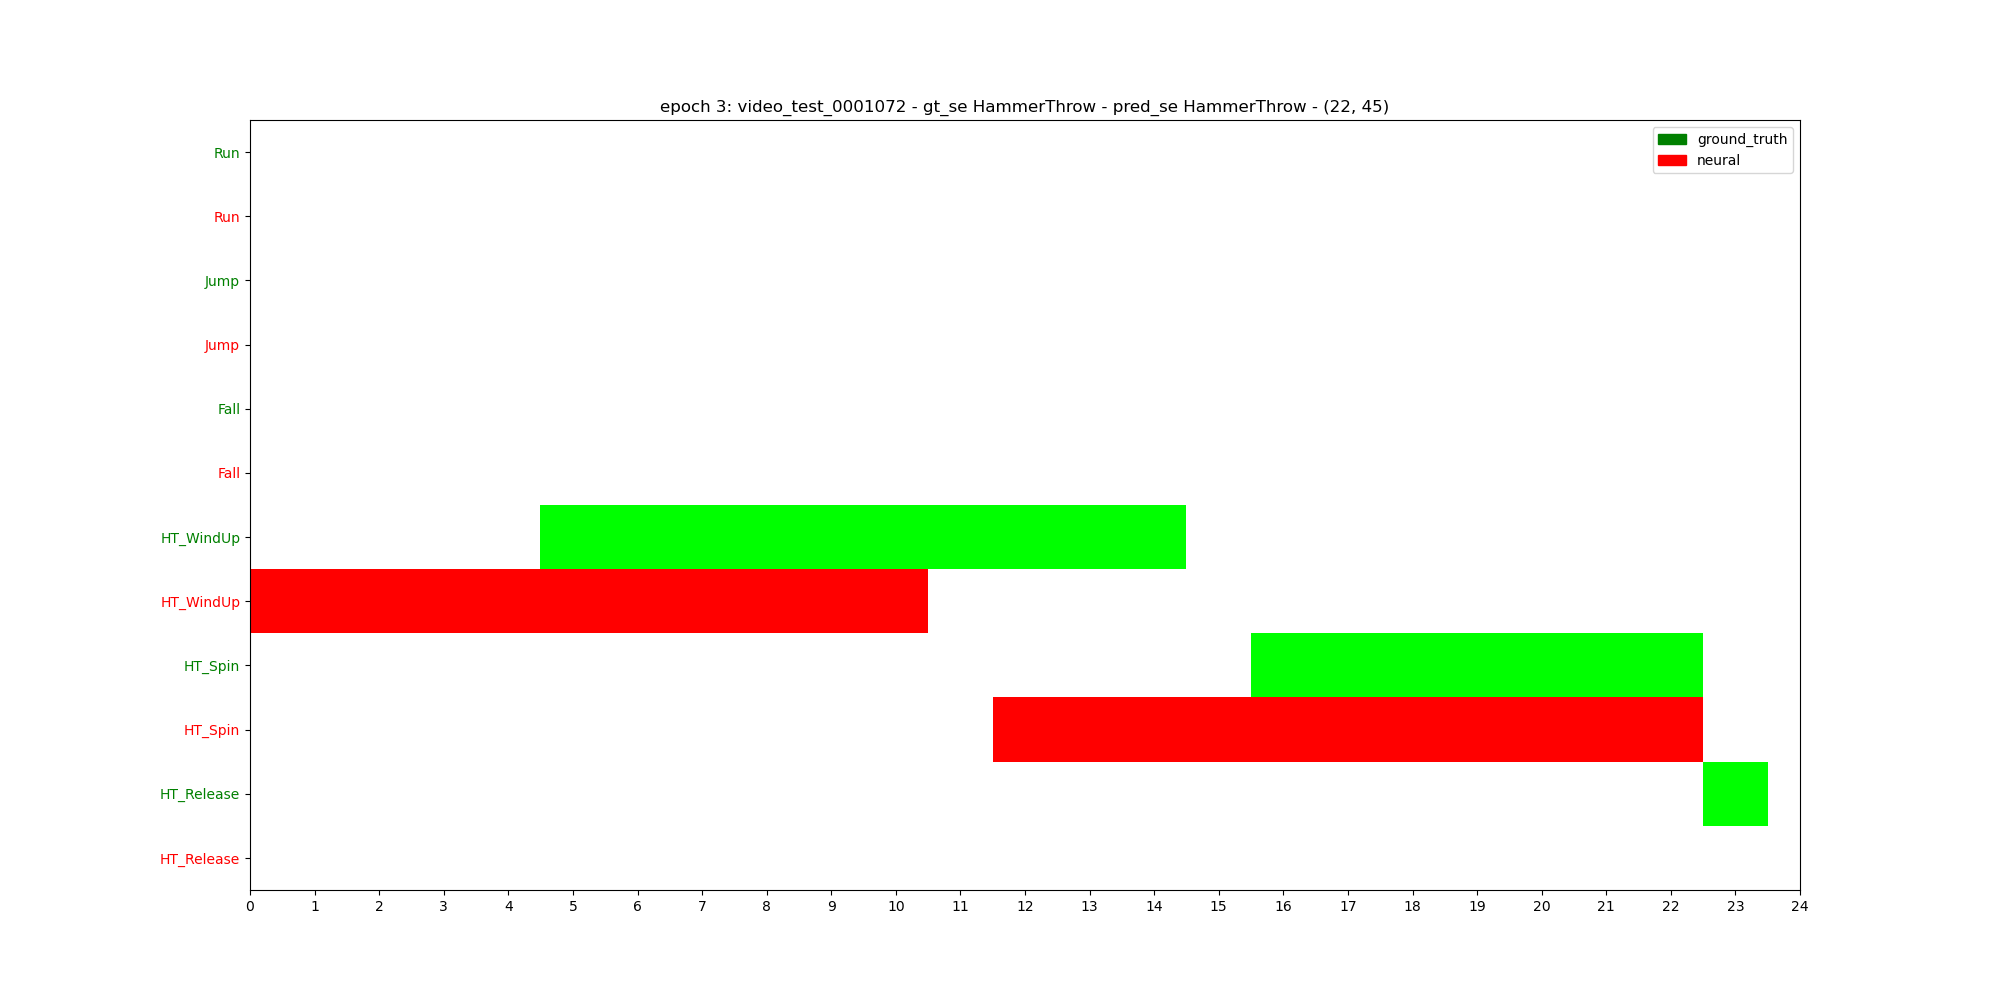 epoch 3: video_test_0001072 - gt_se HammerThrow - pred_se HammerThrow - (22, 45)
ground_truth
neural
Run
Run
Jump
Jump
Fall
Fall
HT_WindUp
HT_WindUp
HT_Spin
HT_Spin
HT_Release
HT_Release
0 1 2 3 4 5 6 7 8 9 10 11 12 13 14 15 16 17 18 19 20 21 22 23 24